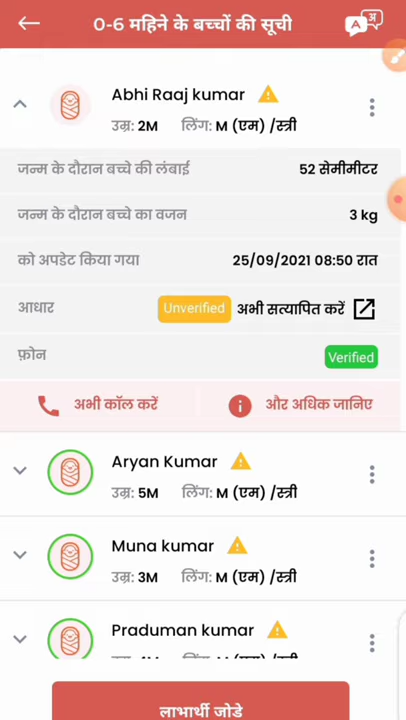 0-6 महिने के बच्चों की सूची
A अ
Abhi Raaj kumar
उम्र: 2M लिंग: M (एम) /स्त्री
जन्म के दौरान बच्चे की लंबाई 52 सेमीमीटर
जन्म के दौरान बच्चे का वजन 3 kg
को अपडेट किया गया 25/09/2021 08:50 रात
आधार Unverified अभी सत्यापित करें
फ़ोन Verified
अभी कॉल करें और अधिक जानिए
Aryan Kumar
उम्र: 5M लिंग: M (एम) /स्त्री
Muna kumar
उम्र: 3M लिंग: M (एम) /स्त्री
Praduman kumar
लाभार्थी जोडे